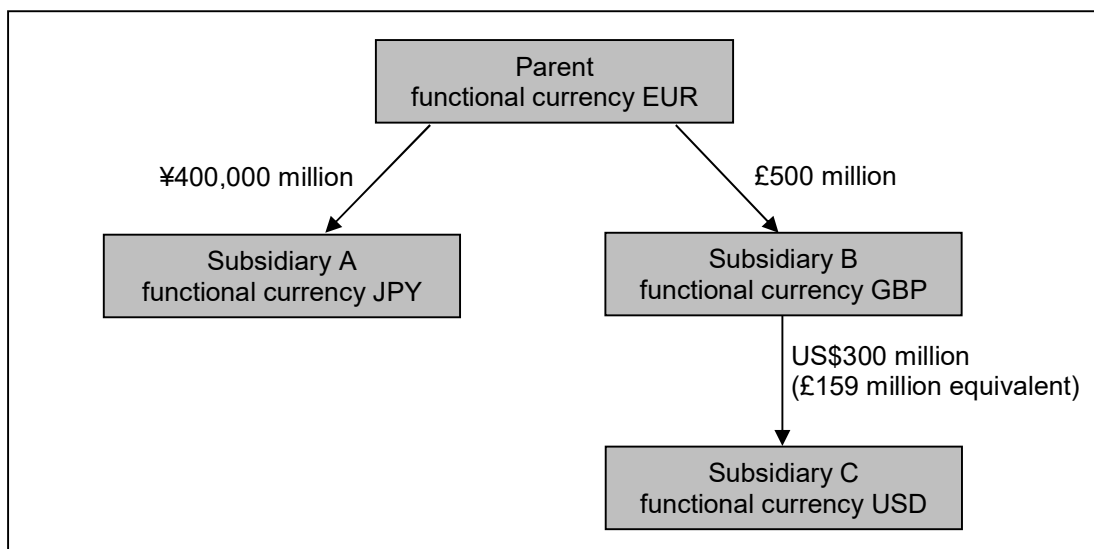 Parent
functional currency EUR
¥400,000 million
£500 million
Subsidiary A
functional currency JPY
Subsidiary B
functional currency GBP
US$300 million
(£159 million equivalent)
Subsidiary C
functional currency USD